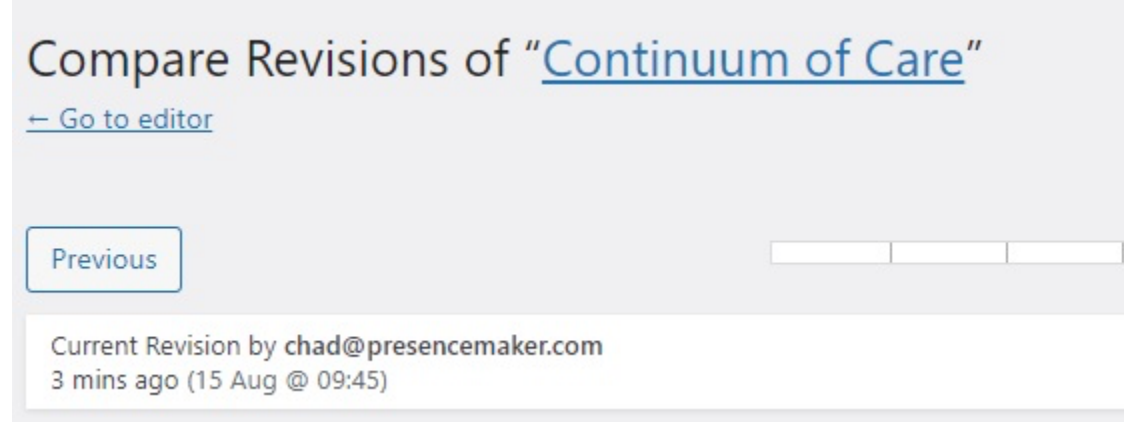 Compare Revisions of “Continuum of Care”
← Go to editor
Previous
Current Revision by chad@presencemaker.com
3 mins ago (15 Aug @ 09:45)